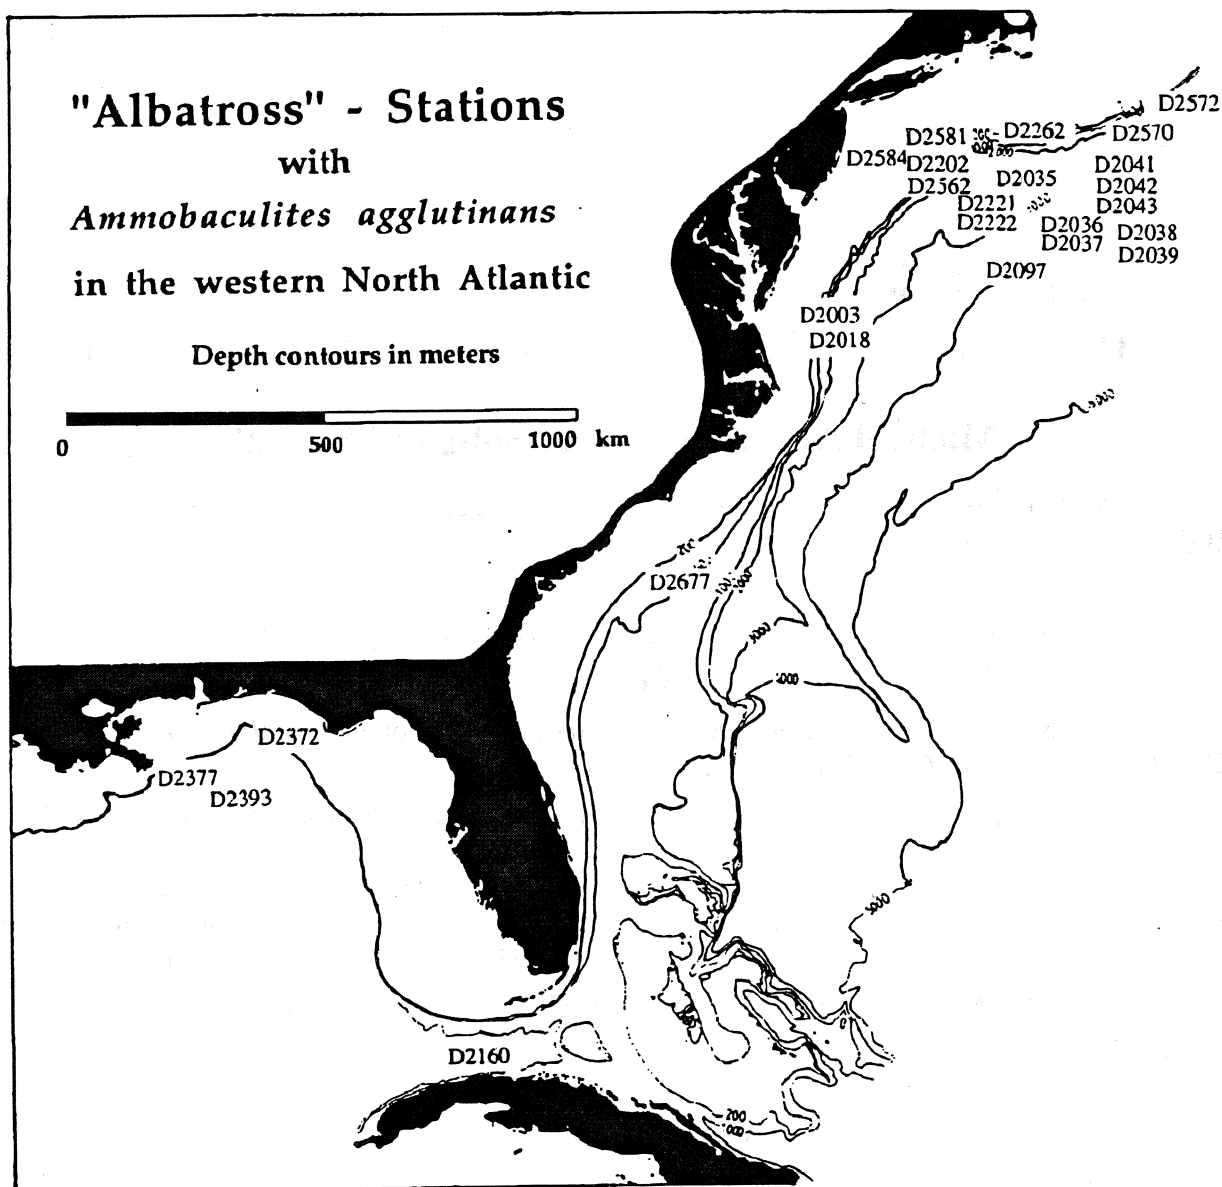 "Albatross" - Stations
with
Ammobaculites agglutinans
in the western North Atlantic
Depth contours in meters
0 500 1000 km
D2572
D2581 D2262 D2570
D2584 D2202 D2035 D2041
D2562 D2042
D2221 D2043
D2222 D2036 D2038
D2037 D2039
D2097
D2003
D2018
200
D2677
1000
D2372
D2377
D2393
5000
D2160
200